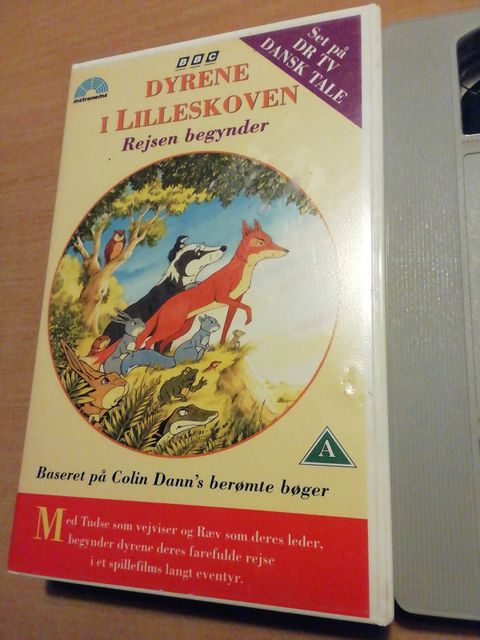 BBC
metronome
Set på
DR TV
DANSK TALE
DYRENE
I LILLESKOVEN
Rejsen begynder
A
Baseret på Colin Dann's berømte bøger
Med Tudse som vejviser og Ræv som deres leder,
begynder dyrene deres farefulde rejse
i et spillefilms langt eventyr.